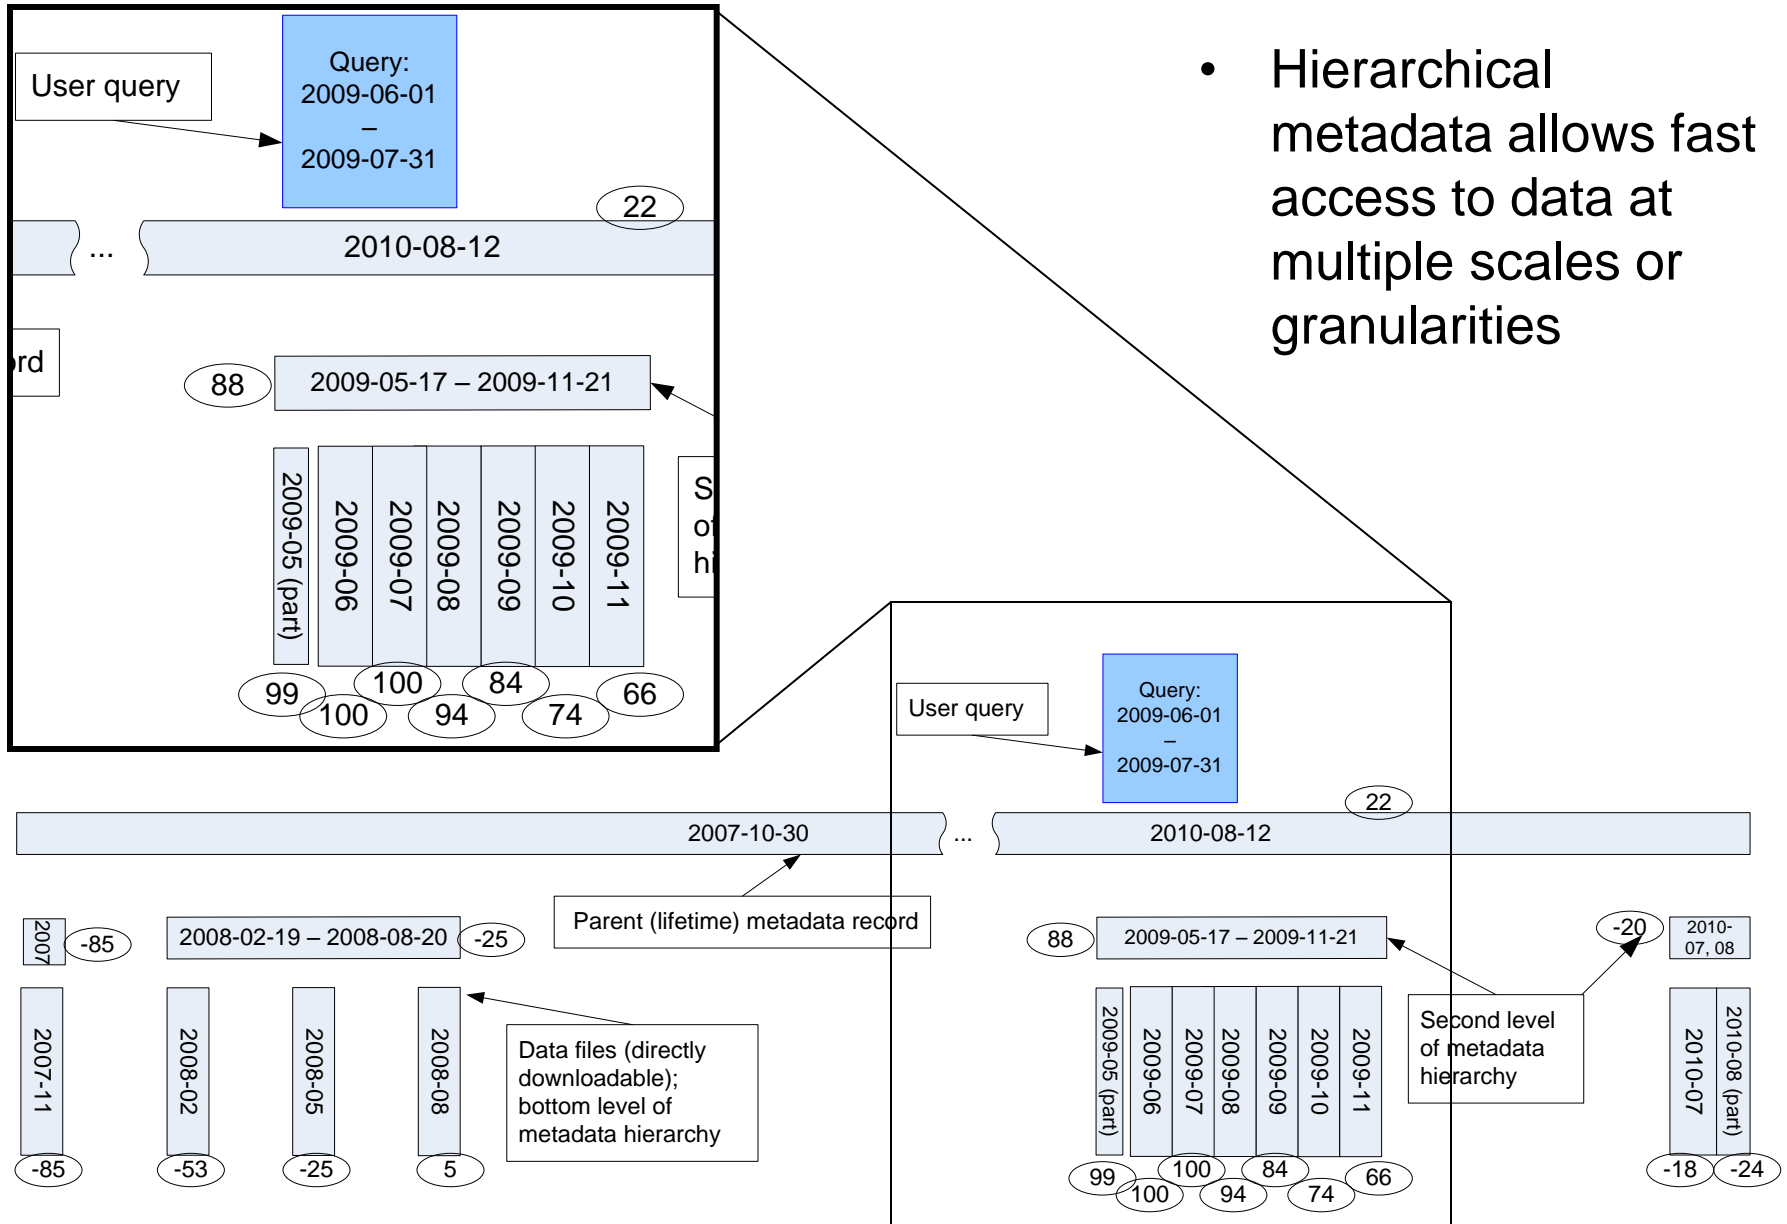 User query
Query:
2009-06-01
–
2009-07-31
22
...
2010-08-12
ord
88
2009-05-17 – 2009-11-21
S
of
hi
2009-05 (part)
2009-06
2009-07
2009-08
2009-09
2009-10
2009-11
99
100
100
94
84
74
66
• Hierarchical
metadata allows fast
access to data at
multiple scales or
granularities
User query
Query:
2009-06-01
–
2009-07-31
22
2007-10-30
...
2010-08-12
Parent (lifetime) metadata record
2007
-85
2008-02-19 – 2008-08-20
-25
88
2009-05-17 – 2009-11-21
-20
2010-
07, 08
2007-11
2008-02
2008-05
2008-08
Data files (directly
downloadable);
bottom level of
metadata hierarchy
2009-05 (part)
2009-06
2009-07
2009-08
2009-09
2009-10
2009-11
Second level
of metadata
hierarchy
2010-07
2010-08 (part)
-85
-53
-25
5
99
100
100
94
84
74
66
-18
-24